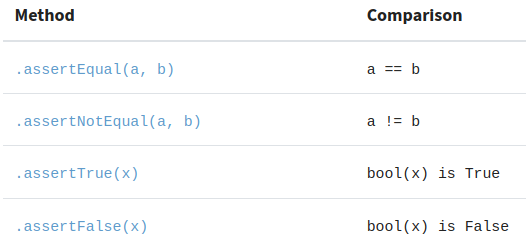 Method Comparison
.assertEqual(a, b) a == b
.assertNotEqual(a, b) a != b
.assertTrue(x) bool(x) is True
.assertFalse(x) bool(x) is False